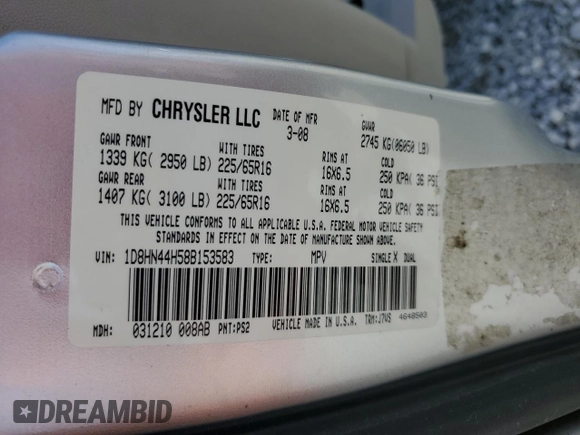 MFD BY CHRYSLER LLC DATE OF MFR 3-08 GVWR 2745 KG(06050 LB)
GAWR FRONT WITH TIRES RIMS AT COLD
1339 KG( 2950 LB) 225/65R16 16X6.5 250 KPA( 36 PSI
GAWR REAR WITH TIRES RIMS AT COLD
1407 KG( 3100 LB) 225/65R16 16X6.5 250 KPA( 36 PSI
THIS VEHICLE CONFORMS TO ALL APPLICABLE U.S.A. FEDERAL MOTOR VEHICLE SAFETY
STANDARDS IN EFFECT ON THE DATE OF MANUFACTURE SHOWN ABOVE.
VIN: 1D8HN44H58B153583 TYPE: MPV SINGLE X DUAL
MDH: 031210 008AB PNT:PS2 VEHICLE MADE IN U.S.A. TRM:J7VS 4648503
DREAMBID